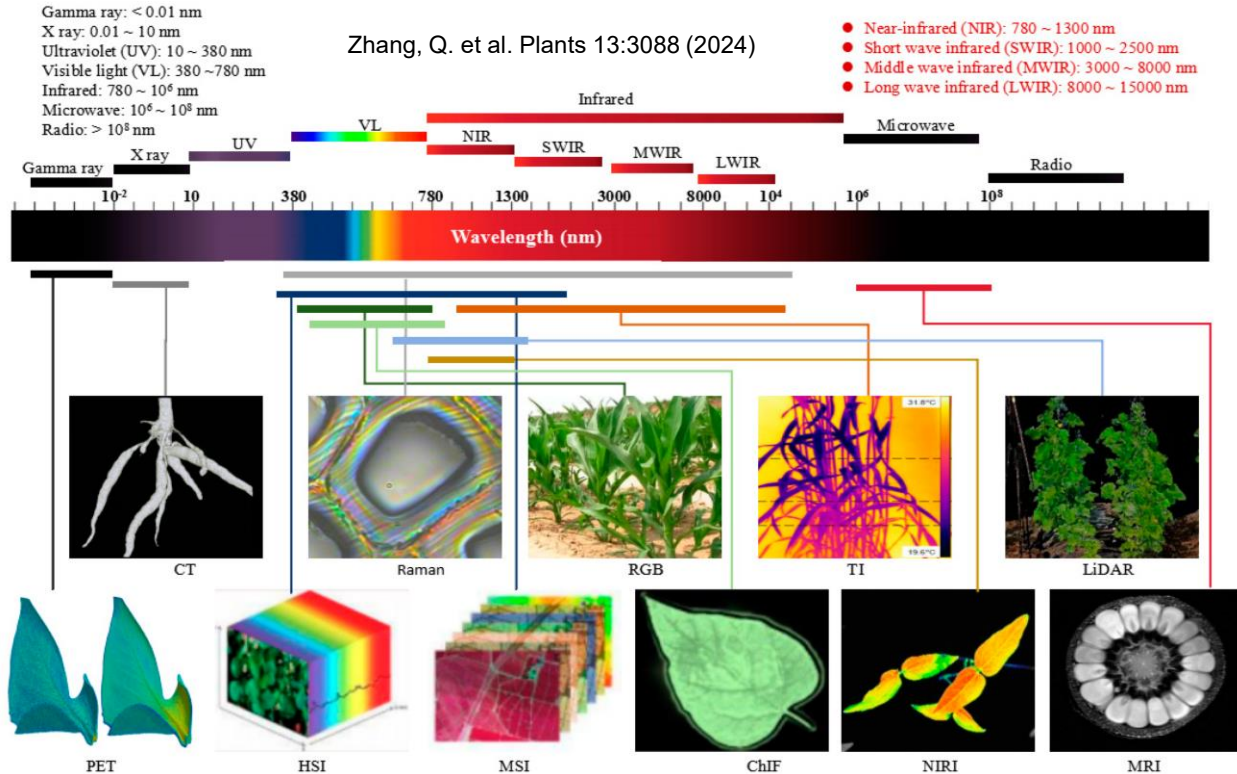 Gamma ray: < 0.01 nm
X ray: 0.01 ~ 10 nm
Ultraviolet (UV): 10 ~ 380 nm
Visible light (VL): 380 ~780 nm
Infrared: 780 ~ 10⁶ nm
Microwave: 10⁶ ~ 10⁸ nm
Radio: > 10⁸ nm
Zhang, Q. et al. Plants 13:3088 (2024)
● Near-infrared (NIR): 780 ~ 1300 nm
● Short wave infrared (SWIR): 1000 ~ 2500 nm
● Middle wave infrared (MWIR): 3000 ~ 8000 nm
● Long wave infrared (LWIR): 8000 ~ 15000 nm
Infrared
VL
Microwave
UV
NIR
SWIR
MWIR
LWIR
X ray
Gamma ray
Radio
10⁻² 10 380 780 1300 3000 8000 10⁴ 10⁶ 10⁸
Wavelength (nm)
31.6°C
19.6°C
CT Raman RGB TI LiDAR
PET HSI MSI ChlF NIRI MRI